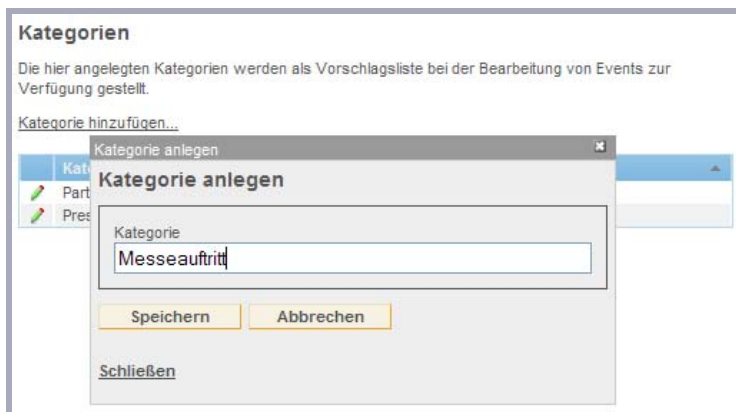 Kategorien
Die hier angelegten Kategorien werden als Vorschlagsliste bei der Bearbeitung von Events zur
Verfügung gestellt.
Kategorie hinzufügen...
Kategorie anlegen
Kategorie anlegen
Kategorie
Messeauftritt
Speichern Abbrechen
Schließen